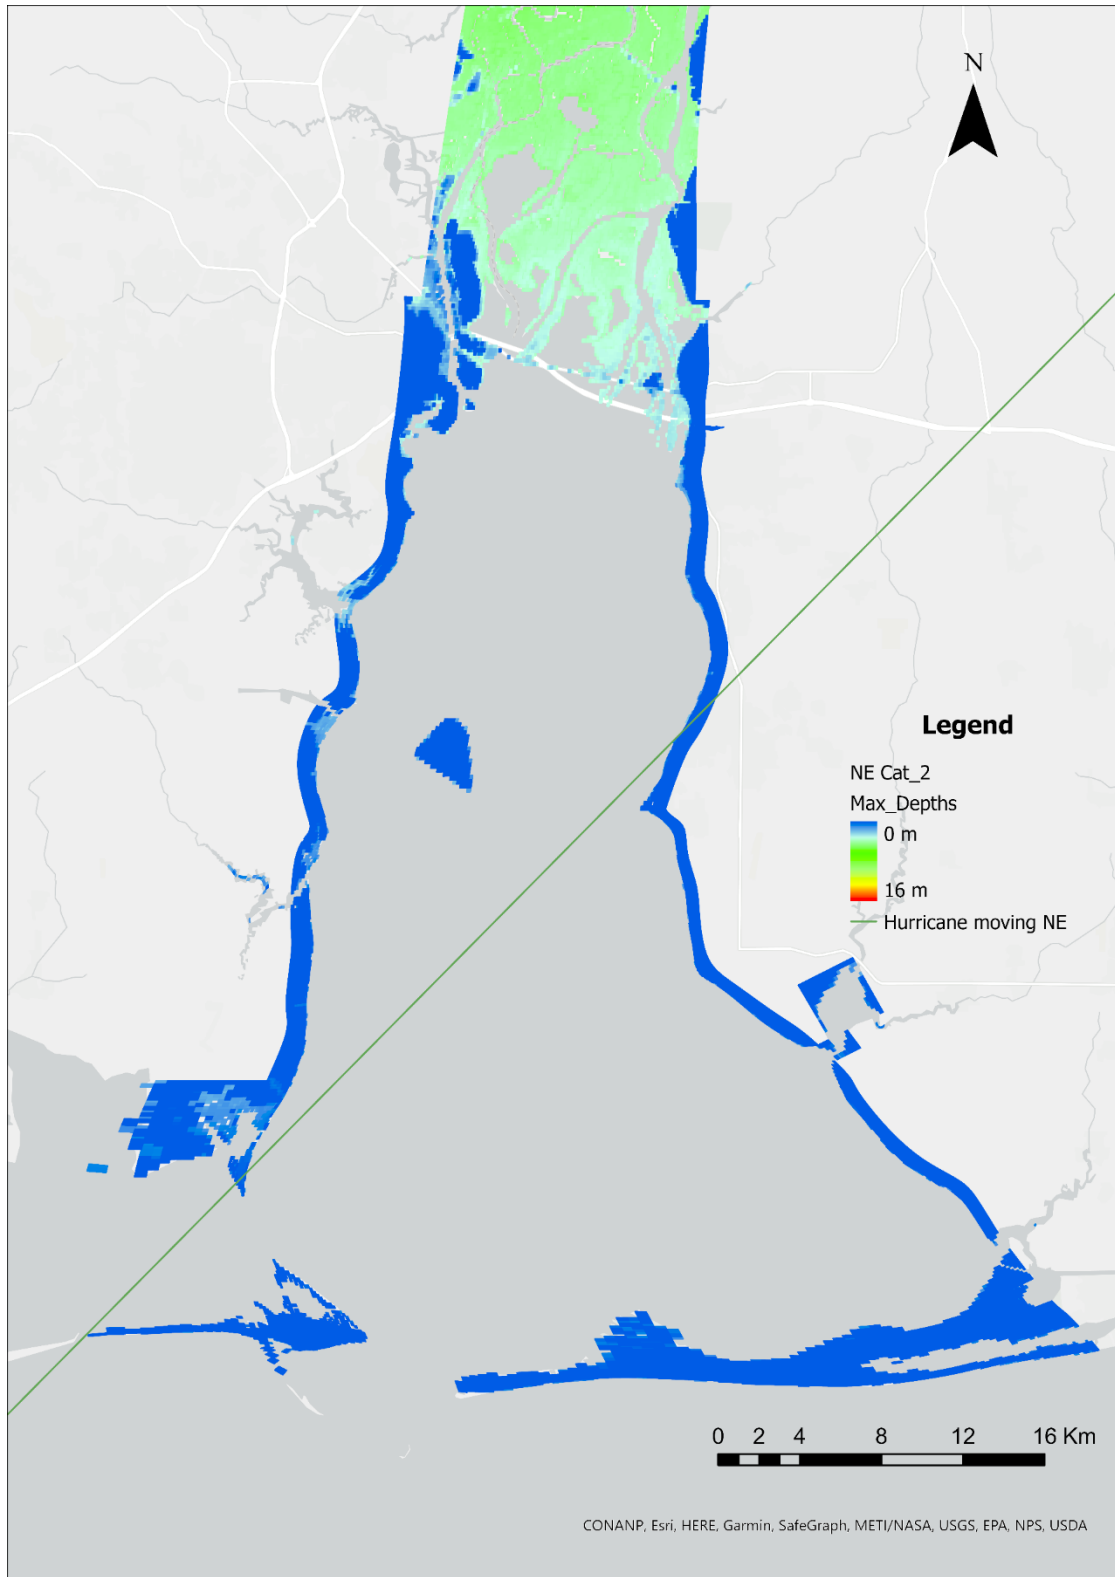 N
Legend
NE Cat_2
Max_Depths
0 m
16 m
Hurricane moving NE
0 2 4 8 12 16 Km
CONANP, Esri, HERE, Garmin, SafeGraph, METI/NASA, USGS, EPA, NPS, USDA